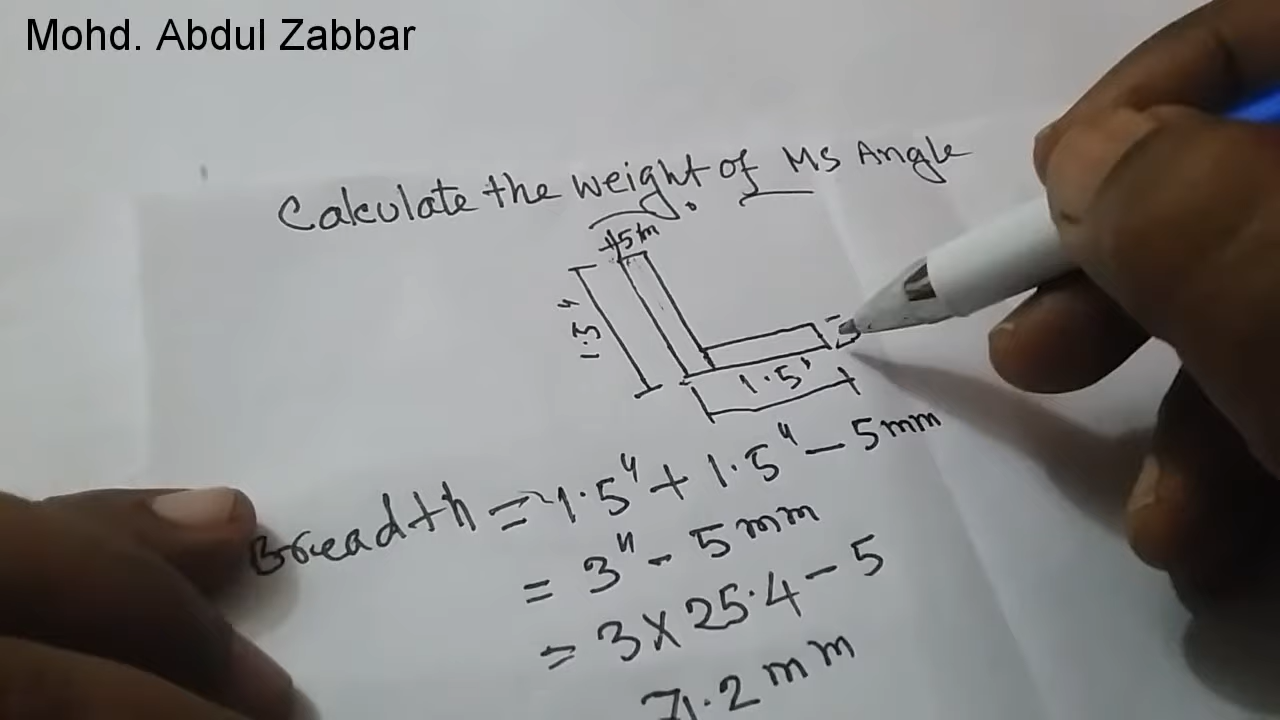 Mohd. Abdul Zabbar
Calculate the weight of MS Angle
5m
1.5"
1.5"
Breadth = 1.5" + 1.5" - 5mm
= 3" - 5mm
= 3 x 25.4 - 5
71.2 mm